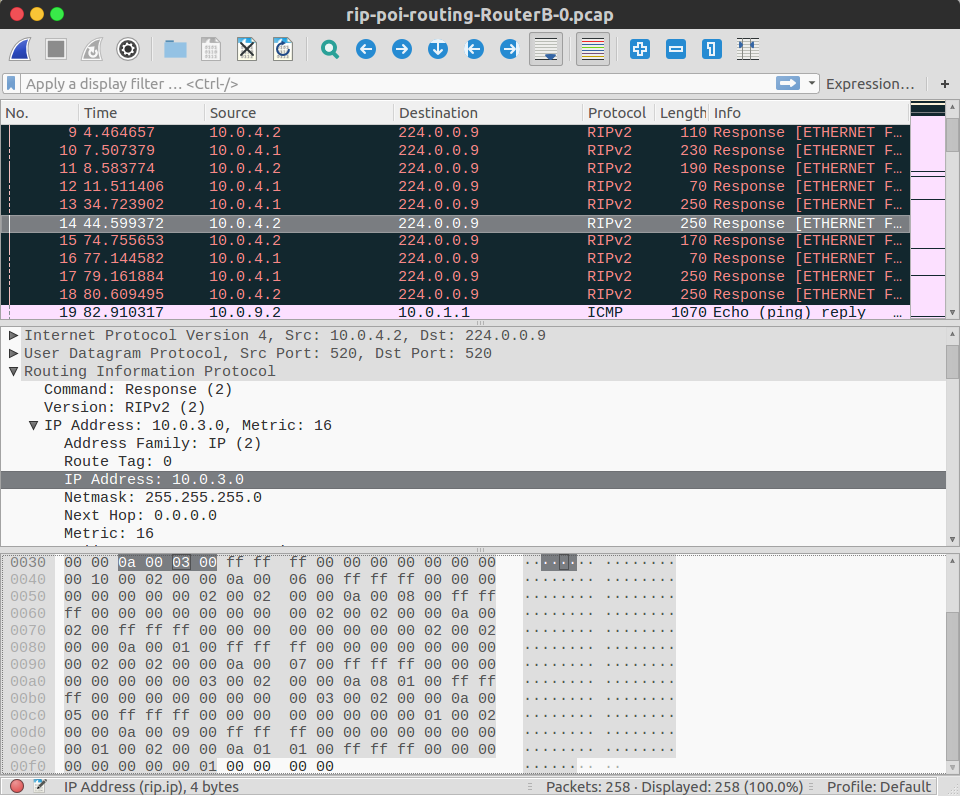 rip-poi-routing-RouterB-0.pcap
Apply a display filter … <Ctrl-/> Expression… +
No. Time Source Destination Protocol Length Info
9 4.464657 10.0.4.2 224.0.0.9 RIPv2 110 Response [ETHERNET F…
10 7.507379 10.0.4.1 224.0.0.9 RIPv2 230 Response [ETHERNET F…
11 8.583774 10.0.4.2 224.0.0.9 RIPv2 190 Response [ETHERNET F…
12 11.511406 10.0.4.1 224.0.0.9 RIPv2 70 Response [ETHERNET F…
13 34.723902 10.0.4.1 224.0.0.9 RIPv2 250 Response [ETHERNET F…
14 44.599372 10.0.4.2 224.0.0.9 RIPv2 250 Response [ETHERNET F…
15 74.755653 10.0.4.2 224.0.0.9 RIPv2 170 Response [ETHERNET F…
16 77.144582 10.0.4.1 224.0.0.9 RIPv2 70 Response [ETHERNET F…
17 79.161884 10.0.4.1 224.0.0.9 RIPv2 250 Response [ETHERNET F…
18 80.609495 10.0.4.2 224.0.0.9 RIPv2 250 Response [ETHERNET F…
19 82.910317 10.0.9.2 10.0.1.1 ICMP 1070 Echo (ping) reply …
Internet Protocol Version 4, Src: 10.0.4.2, Dst: 224.0.0.9
User Datagram Protocol, Src Port: 520, Dst Port: 520
Routing Information Protocol
Command: Response (2)
Version: RIPv2 (2)
IP Address: 10.0.3.0, Metric: 16
Address Family: IP (2)
Route Tag: 0
IP Address: 10.0.3.0
Netmask: 255.255.255.0
Next Hop: 0.0.0.0
Metric: 16
0030 00 00 0a 00 03 00 ff ff ff 00 00 00 00 00 00 00 ········ ········
0040 00 10 00 02 00 00 0a 00 06 00 ff ff ff 00 00 00 ········ ········
0050 00 00 00 00 00 02 00 02 00 00 0a 00 08 00 ff ff ········ ········
0060 ff 00 00 00 00 00 00 00 00 02 00 02 00 00 0a 00 ········ ········
0070 02 00 ff ff ff 00 00 00 00 00 00 00 00 02 00 02 ········ ········
0080 00 00 0a 00 01 00 ff ff ff 00 00 00 00 00 00 00 ········ ········
0090 00 02 00 02 00 00 0a 00 07 00 ff ff ff 00 00 00 ········ ········
00a0 00 00 00 00 00 03 00 02 00 00 0a 08 01 00 ff ff ········ ········
00b0 ff 00 00 00 00 00 00 00 00 03 00 02 00 00 0a 00 ········ ········
00c0 05 00 ff ff ff 00 00 00 00 00 00 00 00 01 00 02 ········ ········
00d0 00 00 0a 00 09 00 ff ff ff 00 00 00 00 00 00 00 ········ ········
00e0 00 01 00 02 00 00 0a 01 01 00 ff ff ff 00 00 00 ········ ········
00f0 00 00 00 00 00 01 00 00 00 00 ········ ··
IP Address (rip.ip), 4 bytes Packets: 258 · Displayed: 258 (100.0%) Profile: Default